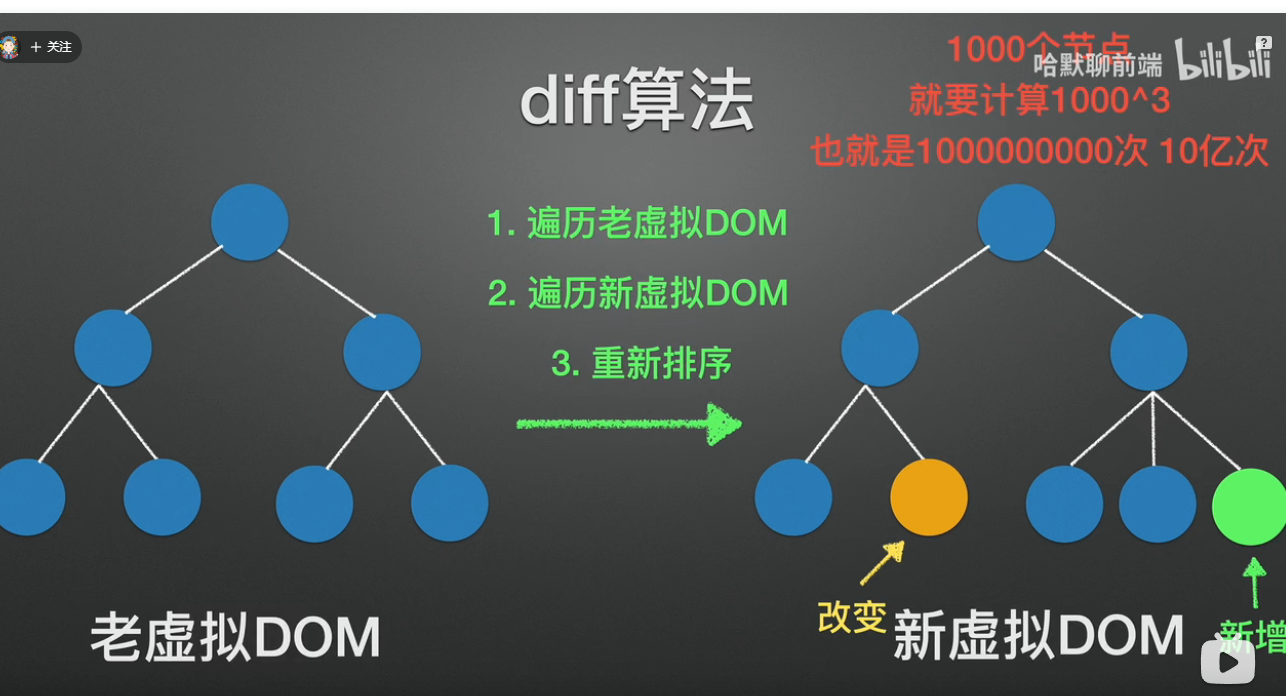 + 关注
1000个节点
哈默聊前端 bilibili
?
diff算法
就要计算1000^3
也就是1000000000次 10亿次
1. 遍历老虚拟DOM
2. 遍历新虚拟DOM
3. 重新排序
改变
新增
老虚拟DOM
新虚拟DOM